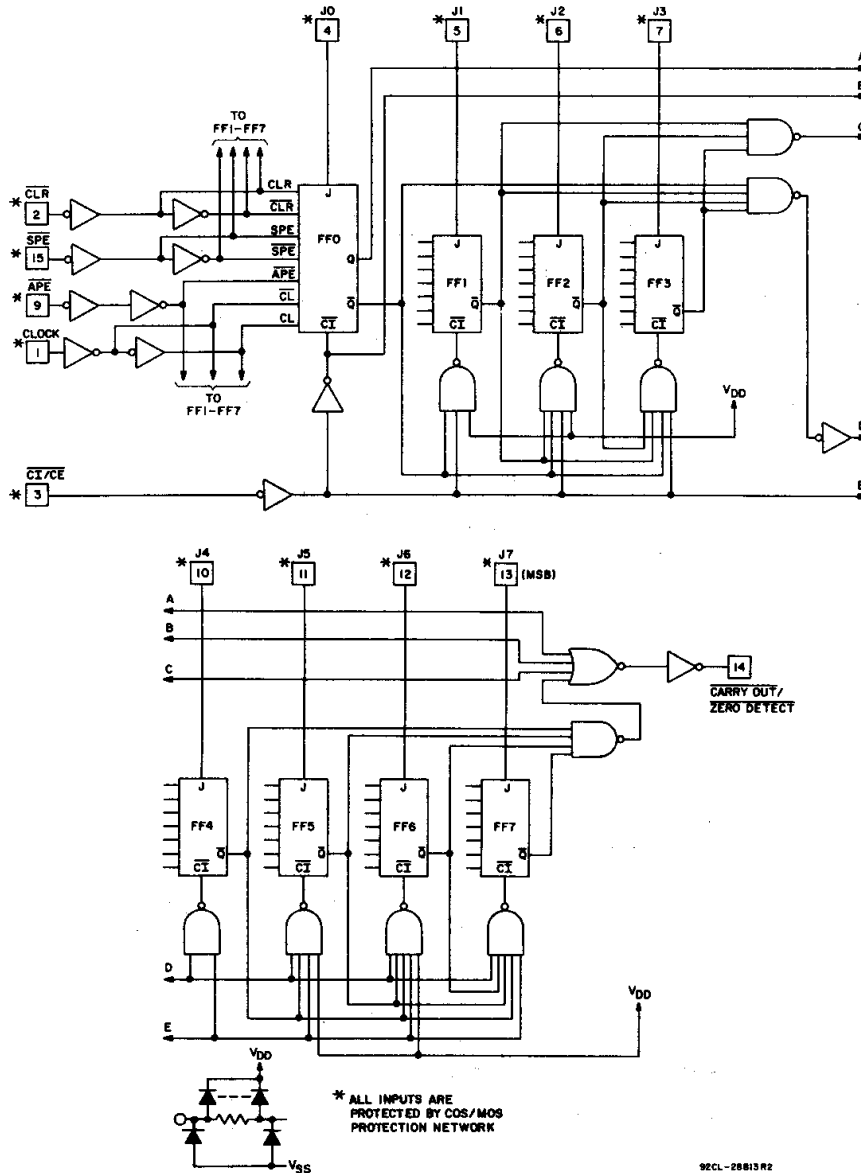 J0 J1 J2 J3
* 4 * 5 * 6 * 7
A
B
TO
FF1-FF7
C
CLR CLR
* 2 J CLR
SPE SPE
* 15 FF0 SPE
APE Q APE
* 9 Q CL
*CLOCK CL
1 CI
J J J
FF1 FF2 FF3
Q Q Q
CI CI CI
TO
FF1-FF7
VDD
D
CI/CE
* 3 E
J4 J5 J6 J7
* 10 * 11 * 12 * 13 (MSB)
A
B
C
14
CARRY OUT/
ZERO DETECT
J J J J
FF4 FF5 FF6 FF7
Q Q Q Q
CI CI CI CI
D
VDD
E
VDD
* ALL INPUTS ARE
PROTECTED BY COS/MOS
PROTECTION NETWORK
VSS
92CL-28813R2